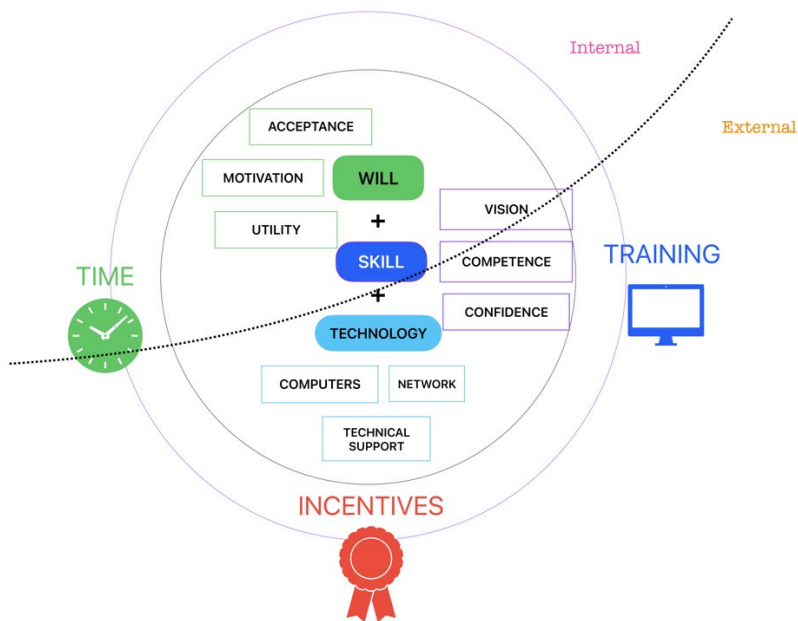 Internal
External
ACCEPTANCE
MOTIVATION
WILL
UTILITY
+
VISION
SKILL
COMPETENCE
TIME
TRAINING
+
CONFIDENCE
TECHNOLOGY
COMPUTERS
NETWORK
TECHNICAL
SUPPORT
INCENTIVES